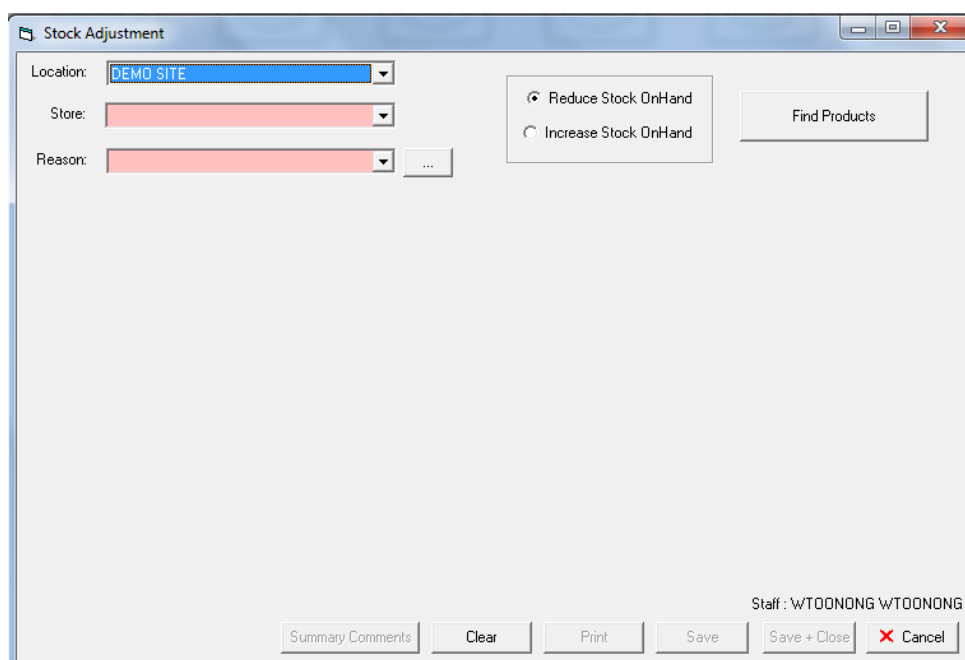 Stock Adjustment
Location: DEMO SITE
Store:
Reason:
...
Reduce Stock OnHand
Increase Stock OnHand
Find Products
Staff : WTOONONG WTOONONG
Summary Comments Clear Print Save Save + Close Cancel